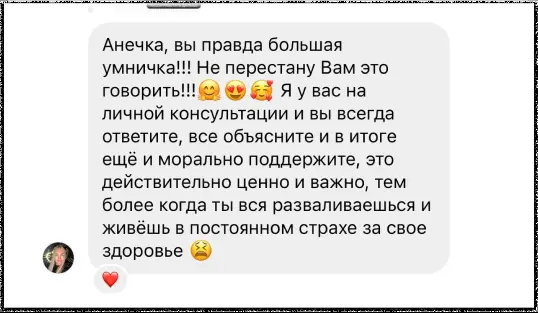 Анечка, вы правда большая
умничка!!! Не перестану Вам это
говорить!!!🤗😍🥰 Я у вас на
личной консультации и вы всегда
ответите, все объясните и в итоге
ещё и морально поддержите, это
действительно ценно и важно, тем
более когда ты вся разваливаешься и
живёшь в постоянном страхе за свое
здоровье 😫